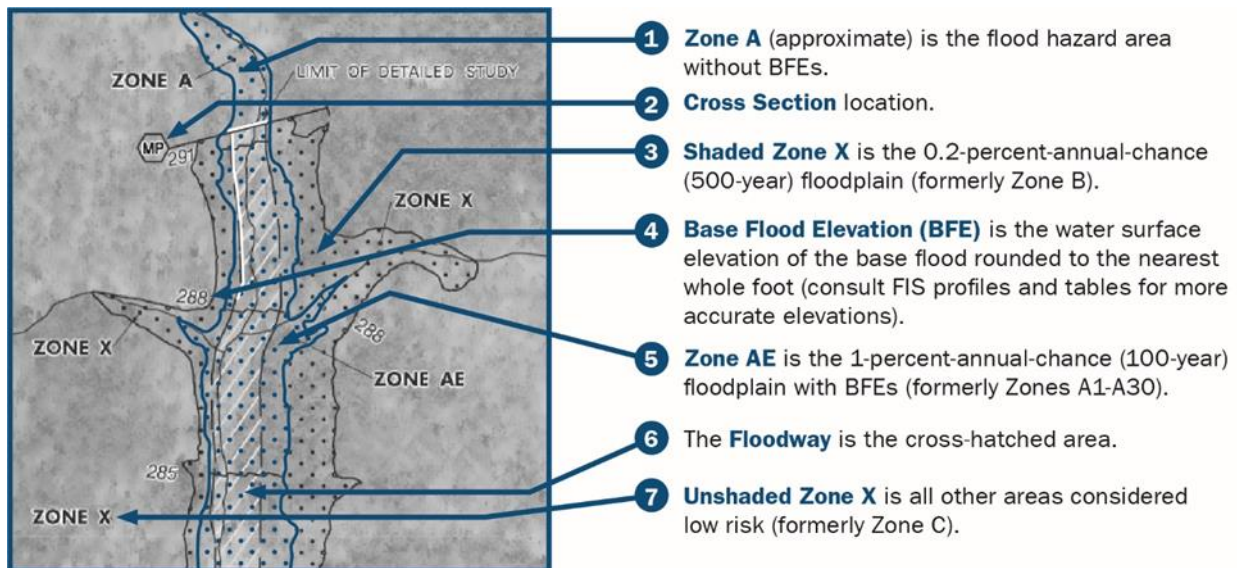 ZONE A
LIMIT OF DETAILED STUDY
MP
291
ZONE X
288
288
ZONE X
ZONE AE
285
ZONE X
1 Zone A (approximate) is the flood hazard area
without BFEs.
2 Cross Section location.
3 Shaded Zone X is the 0.2-percent-annual-chance
(500-year) floodplain (formerly Zone B).
4 Base Flood Elevation (BFE) is the water surface
elevation of the base flood rounded to the nearest
whole foot (consult FIS profiles and tables for more
accurate elevations).
5 Zone AE is the 1-percent-annual-chance (100-year)
floodplain with BFEs (formerly Zones A1-A30).
6 The Floodway is the cross-hatched area.
7 Unshaded Zone X is all other areas considered
low risk (formerly Zone C).